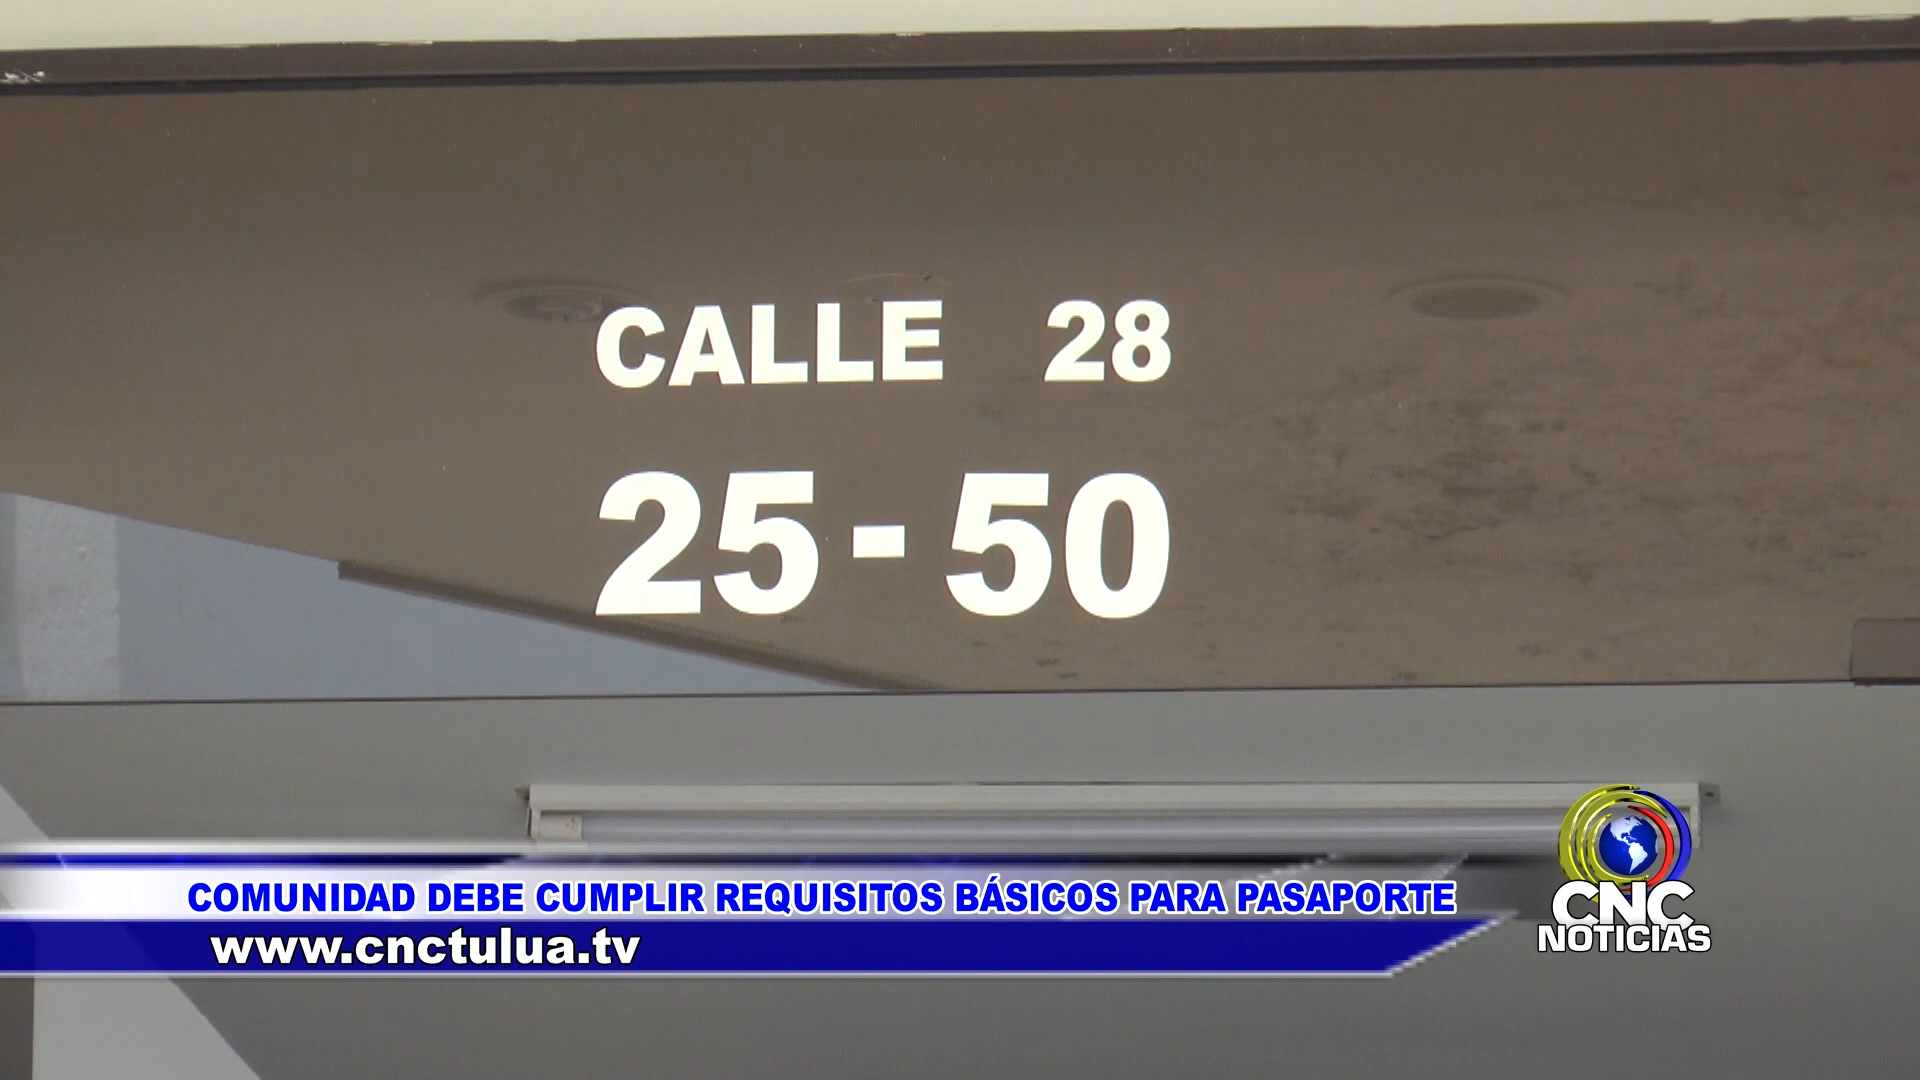 CALLE 28
25-50
COMUNIDAD DEBE CUMPLIR REQUISITOS BÁSICOS PARA PASAPORTE
www.cnctulua.tv
CNC
NOTICIAS